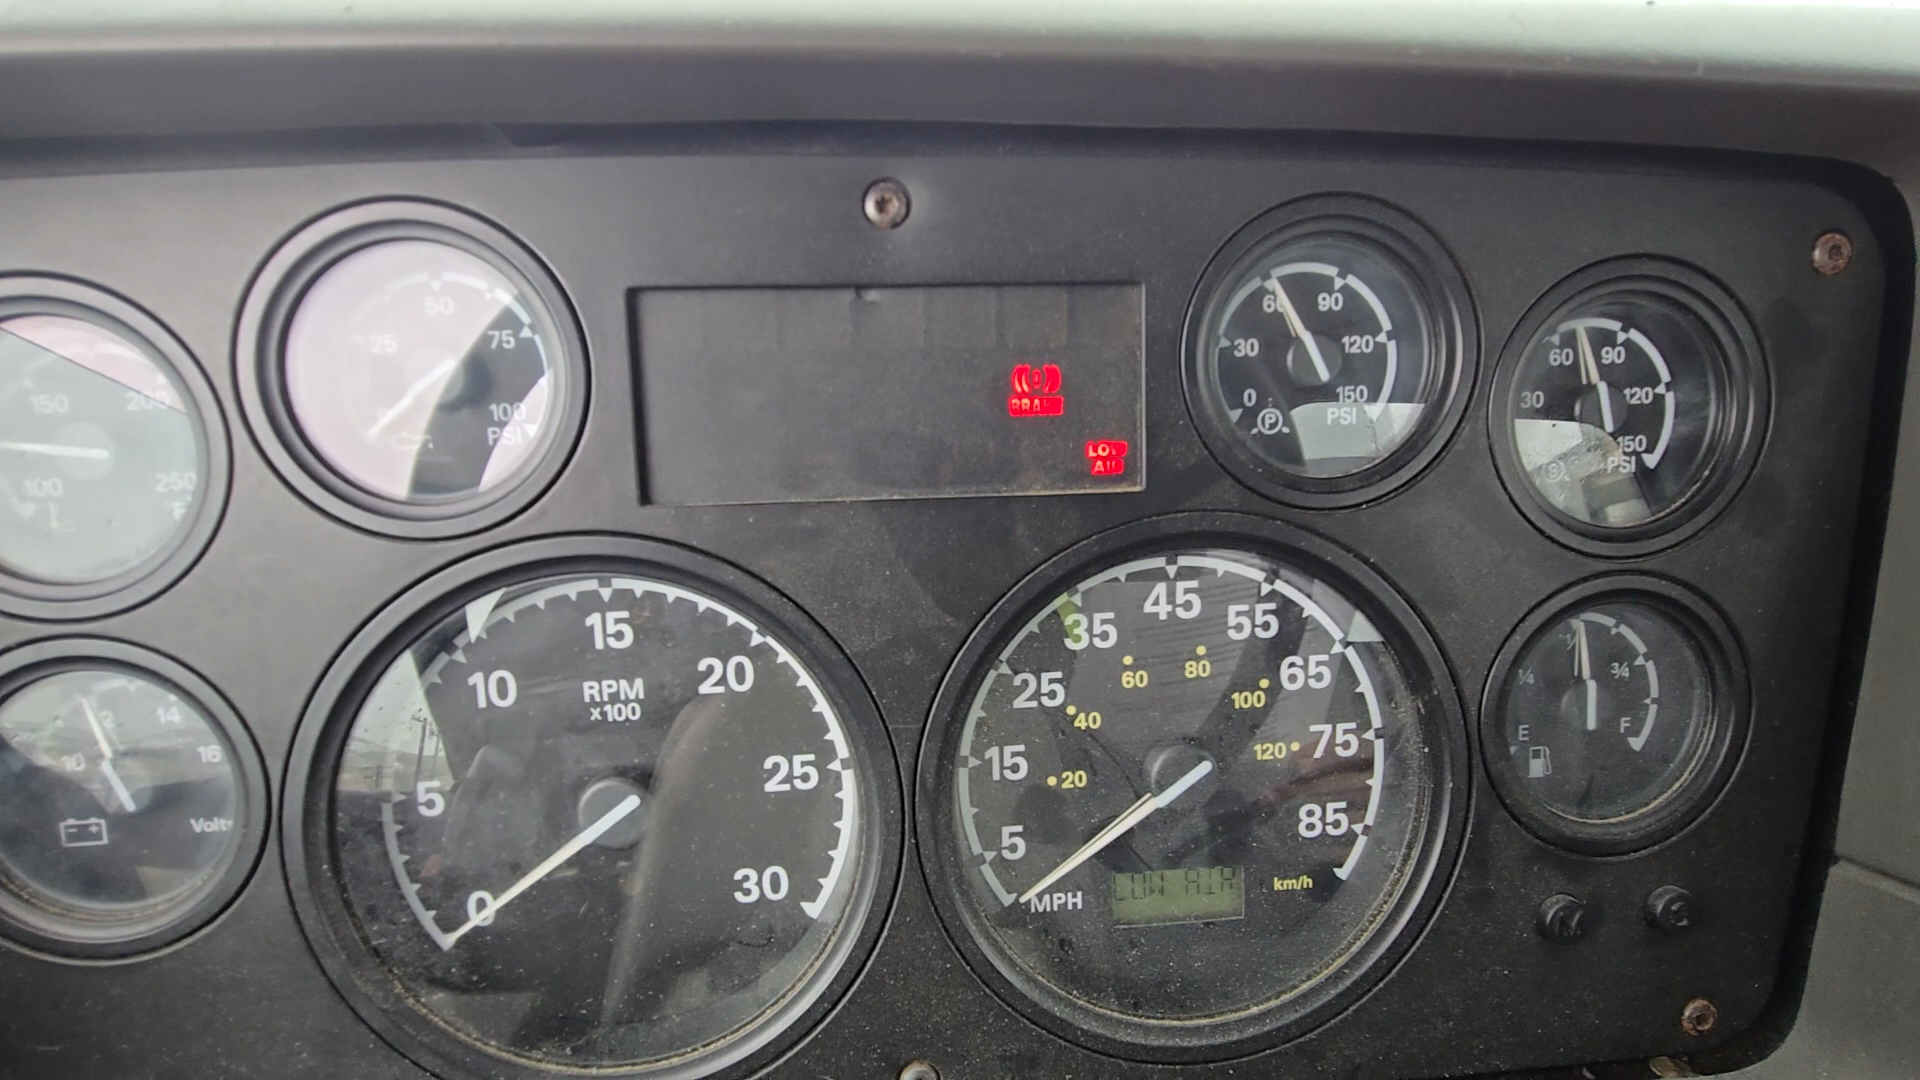 150
200
100
250
25
50
75
100
PSI
BRAKE
LOW
AIR
0
30
60
90
120
150
PSI
P
30
60
90
120
150
PSI
S
10
12
14
16
Volts
0
5
10
15
20
25
30
RPM
x100
5
15
25
35
45
55
65
75
85
20
40
60
80
100
120
MPH
km/h
LOW AIR
E
1/4
3/4
F
M
S